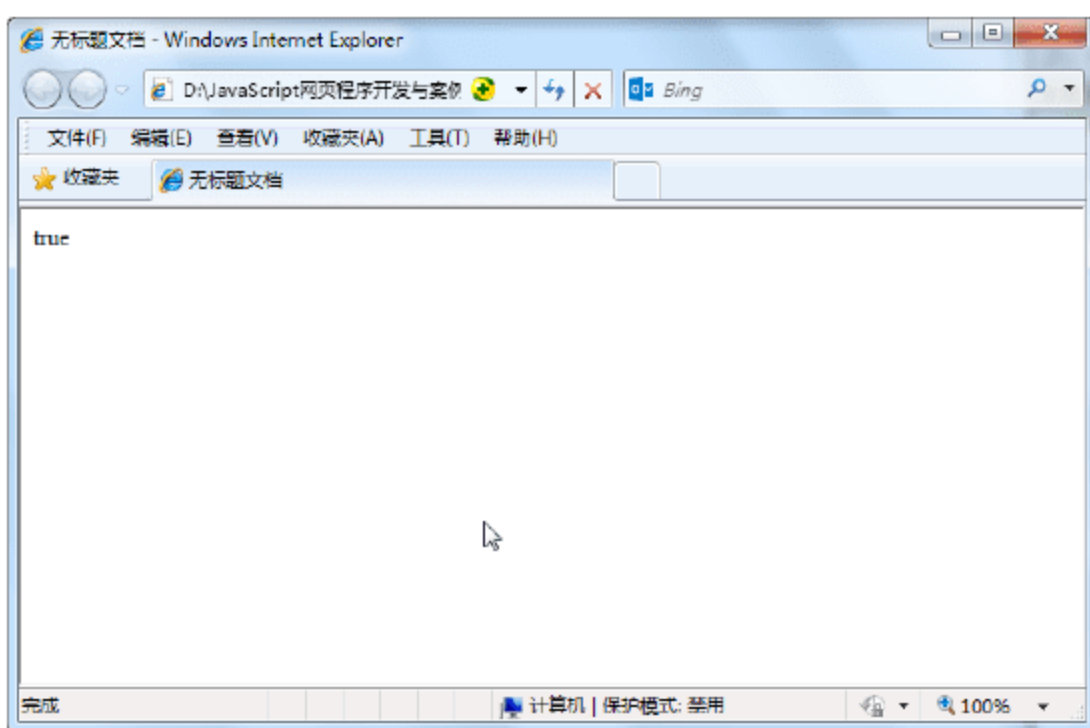 无标题文档 - Windows Internet Explorer
D:\JavaScript网页程序开发与案例
Bing
文件(F) 编辑(E) 查看(V) 收藏夹(A) 工具(T) 帮助(H)
收藏夹 无标题文档
true
完成 计算机 | 保护模式: 禁用 100%